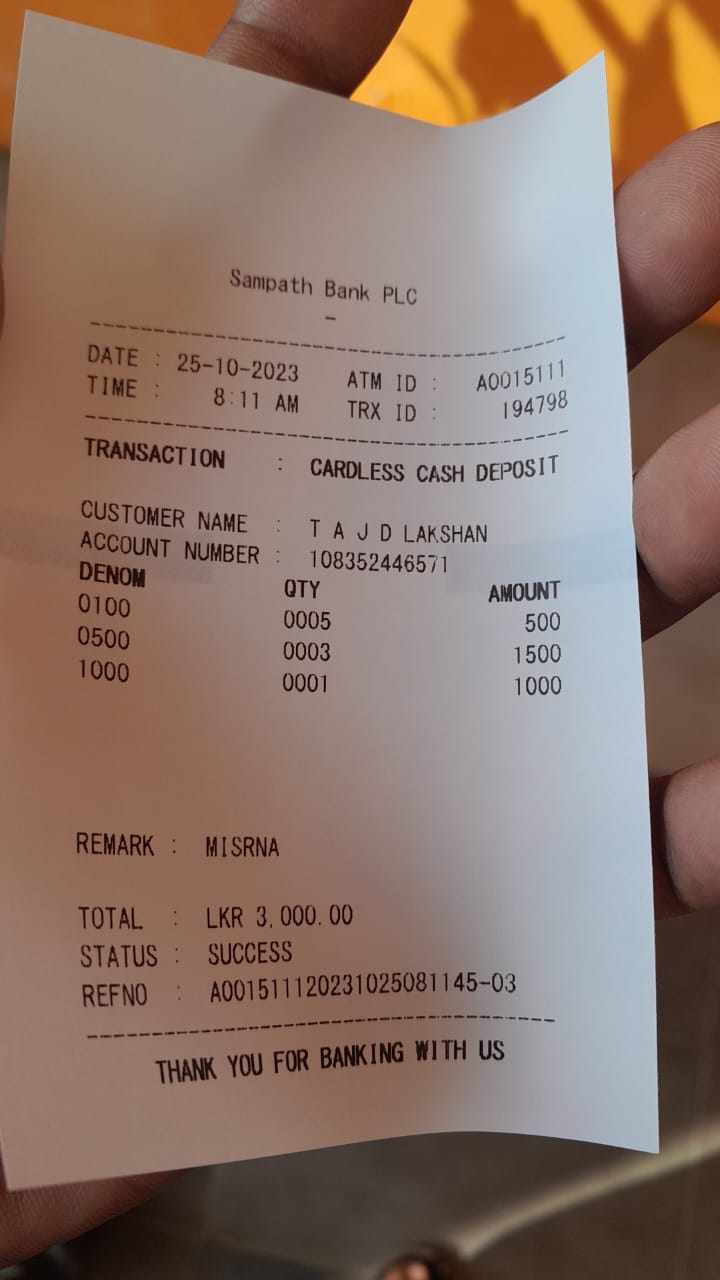 Sampath Bank PLC
-
DATE : 25-10-2023 ATM ID : A0015111
TIME : 8:11 AM TRX ID : 194798
TRANSACTION : CARDLESS CASH DEPOSIT
CUSTOMER NAME : T A J D LAKSHAN
ACCOUNT NUMBER : 108352446571
DENOM QTY AMOUNT
0100 0005 500
0500 0003 1500
1000 0001 1000
REMARK : MISRNA
TOTAL : LKR 3,000.00
STATUS : SUCCESS
REFNO : A001511120231025081145-03
THANK YOU FOR BANKING WITH US